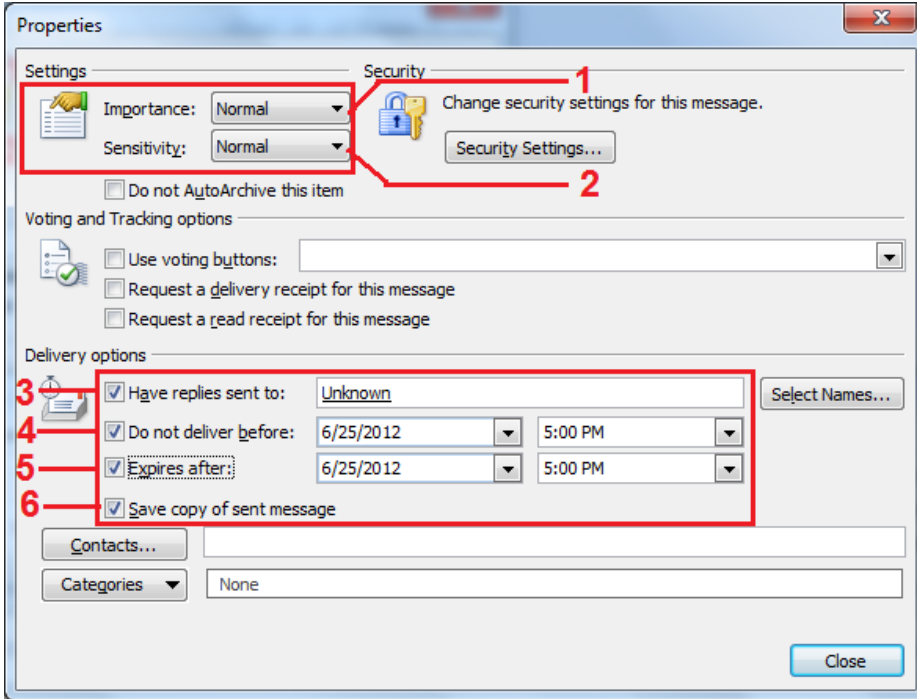 Properties
Settings
Security
1
Importance: Normal
Change security settings for this message.
Sensitivity: Normal
Security Settings...
2
Do not AutoArchive this item
Voting and Tracking options
Use voting buttons:
Request a delivery receipt for this message
Request a read receipt for this message
Delivery options
3 Have replies sent to: Unknown Select Names...
4 Do not deliver before: 6/25/2012 5:00 PM
5 Expires after: 6/25/2012 5:00 PM
6 Save copy of sent message
Contacts...
Categories None
Close